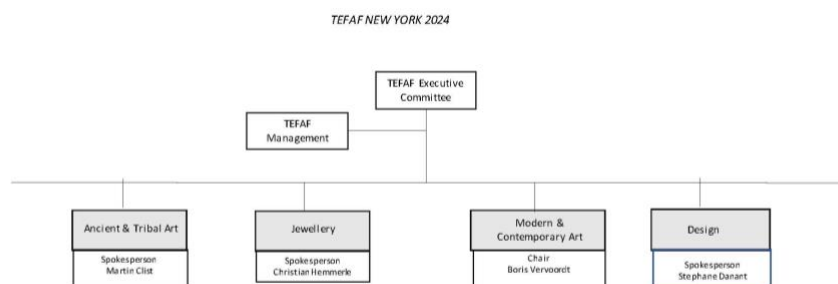 TEFAF NEW YORK 2024
TEFAF Executive
Committee
TEFAF
Management
Ancient & Tribal Art
Spokesperson
Martin Clist
Jewellery
Spokesperson
Christian Hemmerle
Modern &
Contemporary Art
Chair
Boris Vervoordt
Design
Spokesperson
Stephane Danant